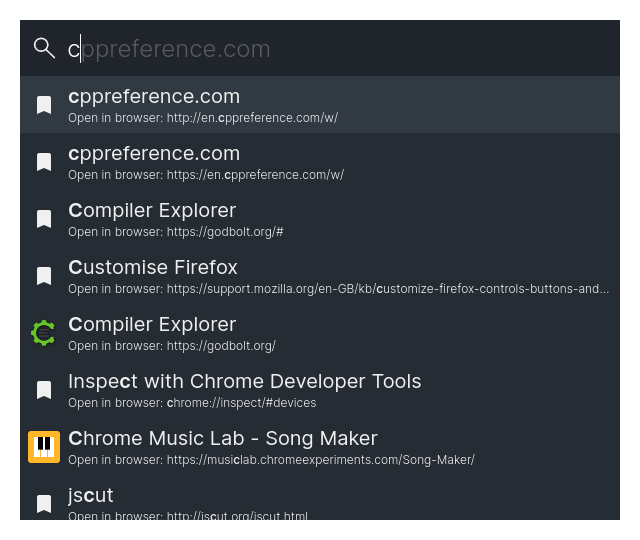 cppreference.com
cppreference.com
Open in browser: http://en.cppreference.com/w/
cppreference.com
Open in browser: https://en.cppreference.com/w/
Compiler Explorer
Open in browser: https://godbolt.org/#
Customise Firefox
Open in browser: https://support.mozilla.org/en-GB/kb/customize-firefox-controls-buttons-and...
Compiler Explorer
Open in browser: https://godbolt.org/
Inspect with Chrome Developer Tools
Open in browser: chrome://inspect/#devices
Chrome Music Lab - Song Maker
Open in browser: https://musiclab.chromeexperiments.com/Song-Maker/
jscut
Open in browser: http://jscut.org/jscut.html